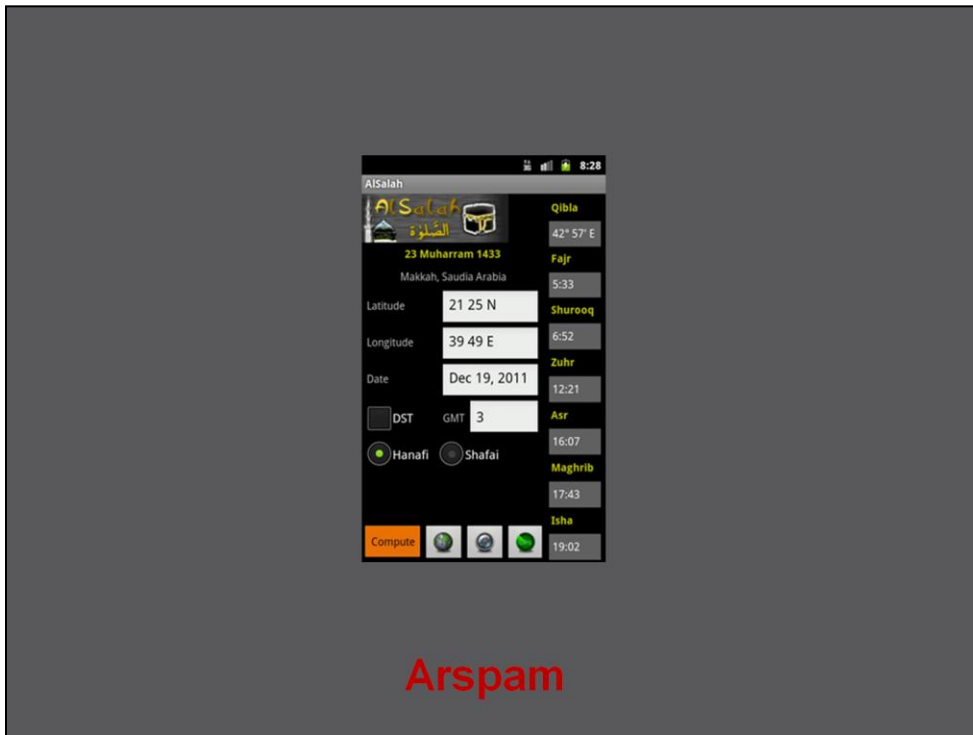 8:28
AlSalah
AlSalah
الصَّلوٰة
23 Muharram 1433
Makkah, Saudia Arabia
Latitude 21 25 N
Longitude 39 49 E
Date Dec 19, 2011
DST GMT 3
Hanafi Shafai
Compute
Qibla
42° 57' E
Fajr
5:33
Shurooq
6:52
Zuhr
12:21
Asr
16:07
Maghrib
17:43
Isha
19:02
Arspam